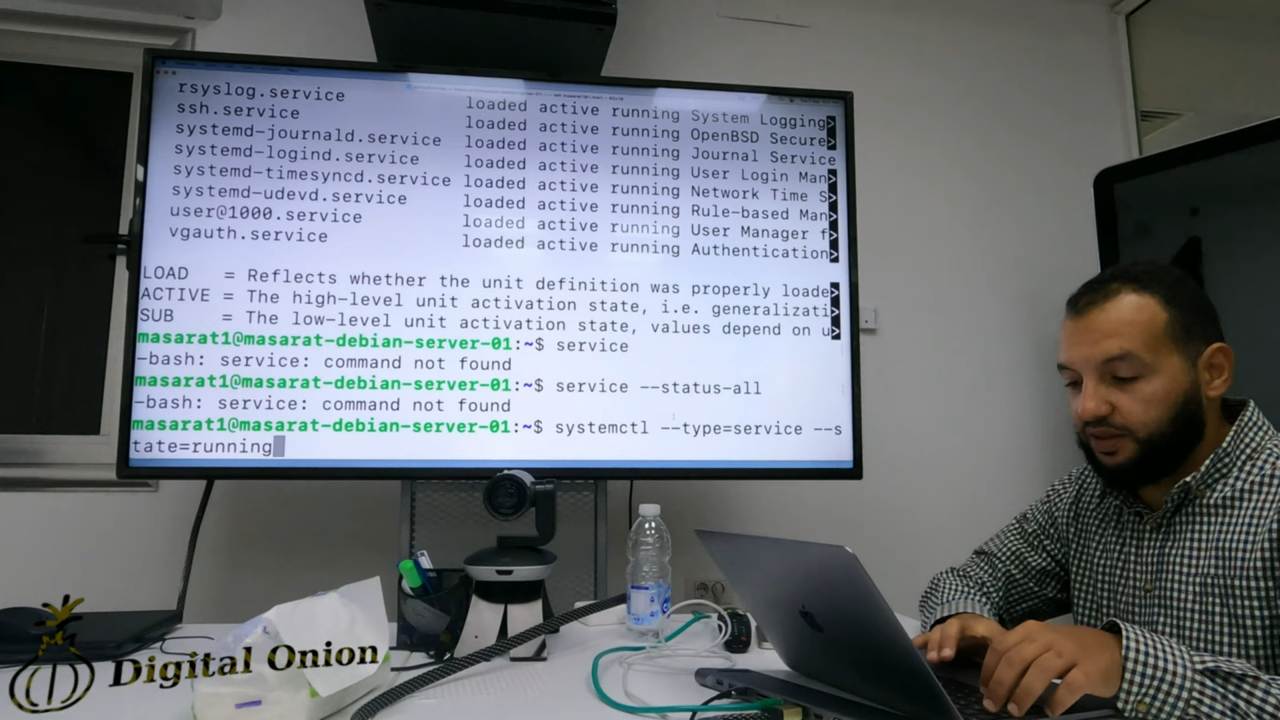 rsyslog.service loaded active running System Logging>
ssh.service loaded active running OpenBSD Secure>
systemd-journald.service loaded active running Journal Service
systemd-logind.service loaded active running User Login Man>
systemd-timesyncd.service loaded active running Network Time S>
systemd-udevd.service loaded active running Rule-based Man>
user@1000.service loaded active running User Manager f>
vgauth.service loaded active running Authentication>
LOAD = Reflects whether the unit definition was properly loade>
ACTIVE = The high-level unit activation state, i.e. generalizati>
SUB = The low-level unit activation state, values depend on u>
masarat1@masarat-debian-server-01:~$ service
-bash: service: command not found
masarat1@masarat-debian-server-01:~$ service --status-all
-bash: service: command not found
masarat1@masarat-debian-server-01:~$ systemctl --type=service --s
tate=running
Digital Onion